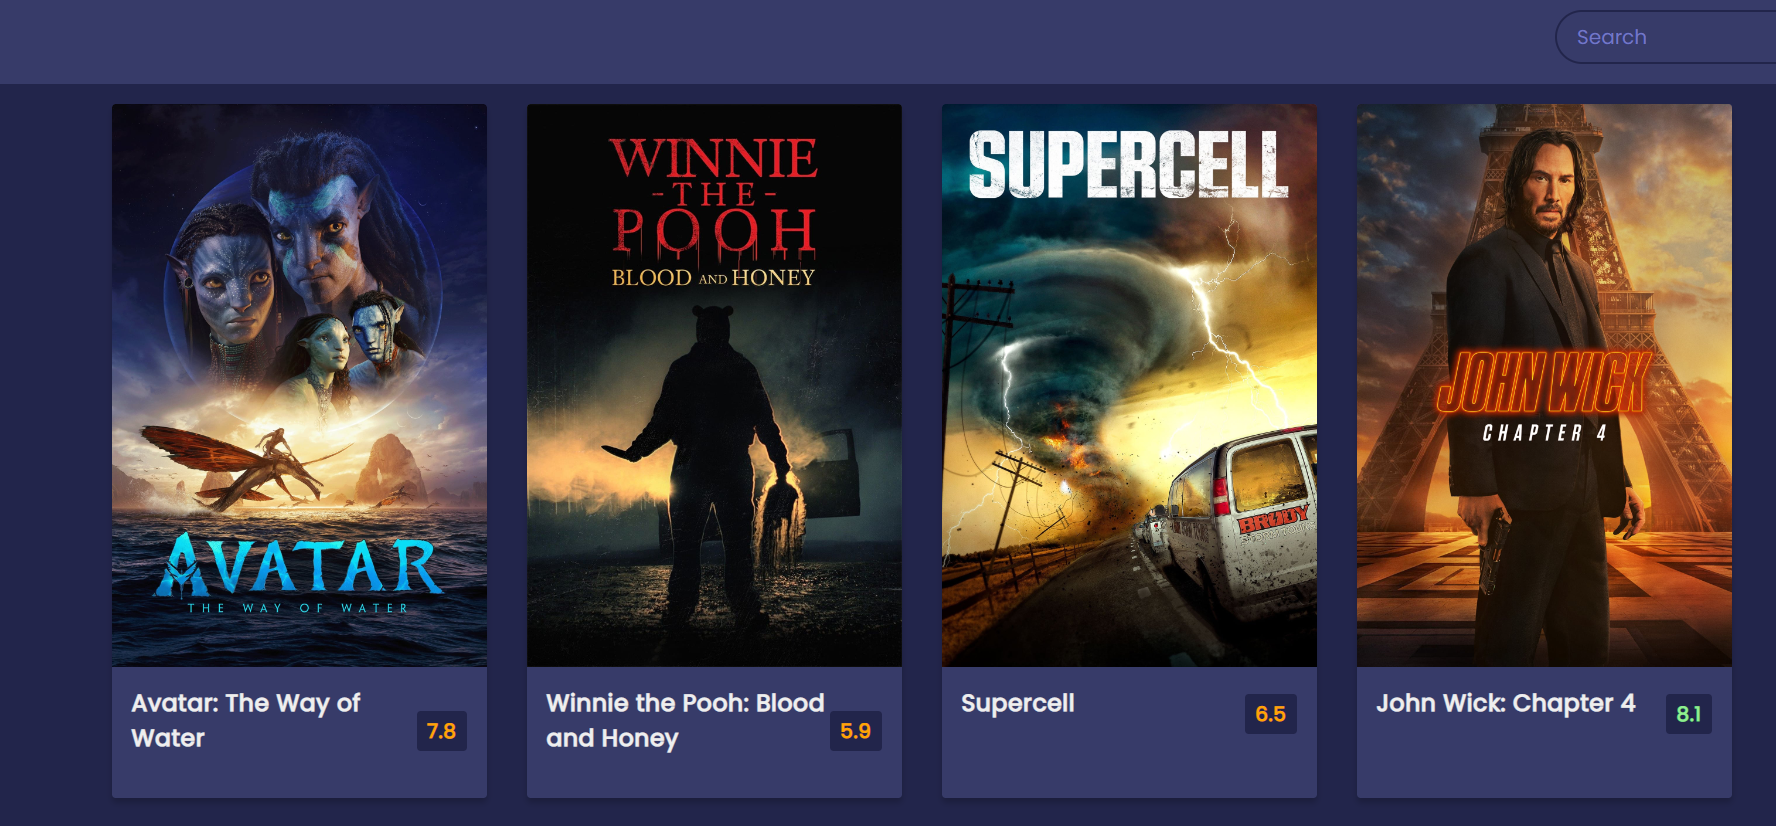 Search
AVATAR
THE WAY OF WATER
WINNIE
-THE-
POOH
BLOOD AND HONEY
SUPERCELL
BRODY
JOHN WICK
CHAPTER 4
Avatar: The Way of
Water
7.8
Winnie the Pooh: Blood
and Honey
5.9
Supercell
6.5
John Wick: Chapter 4
8.1